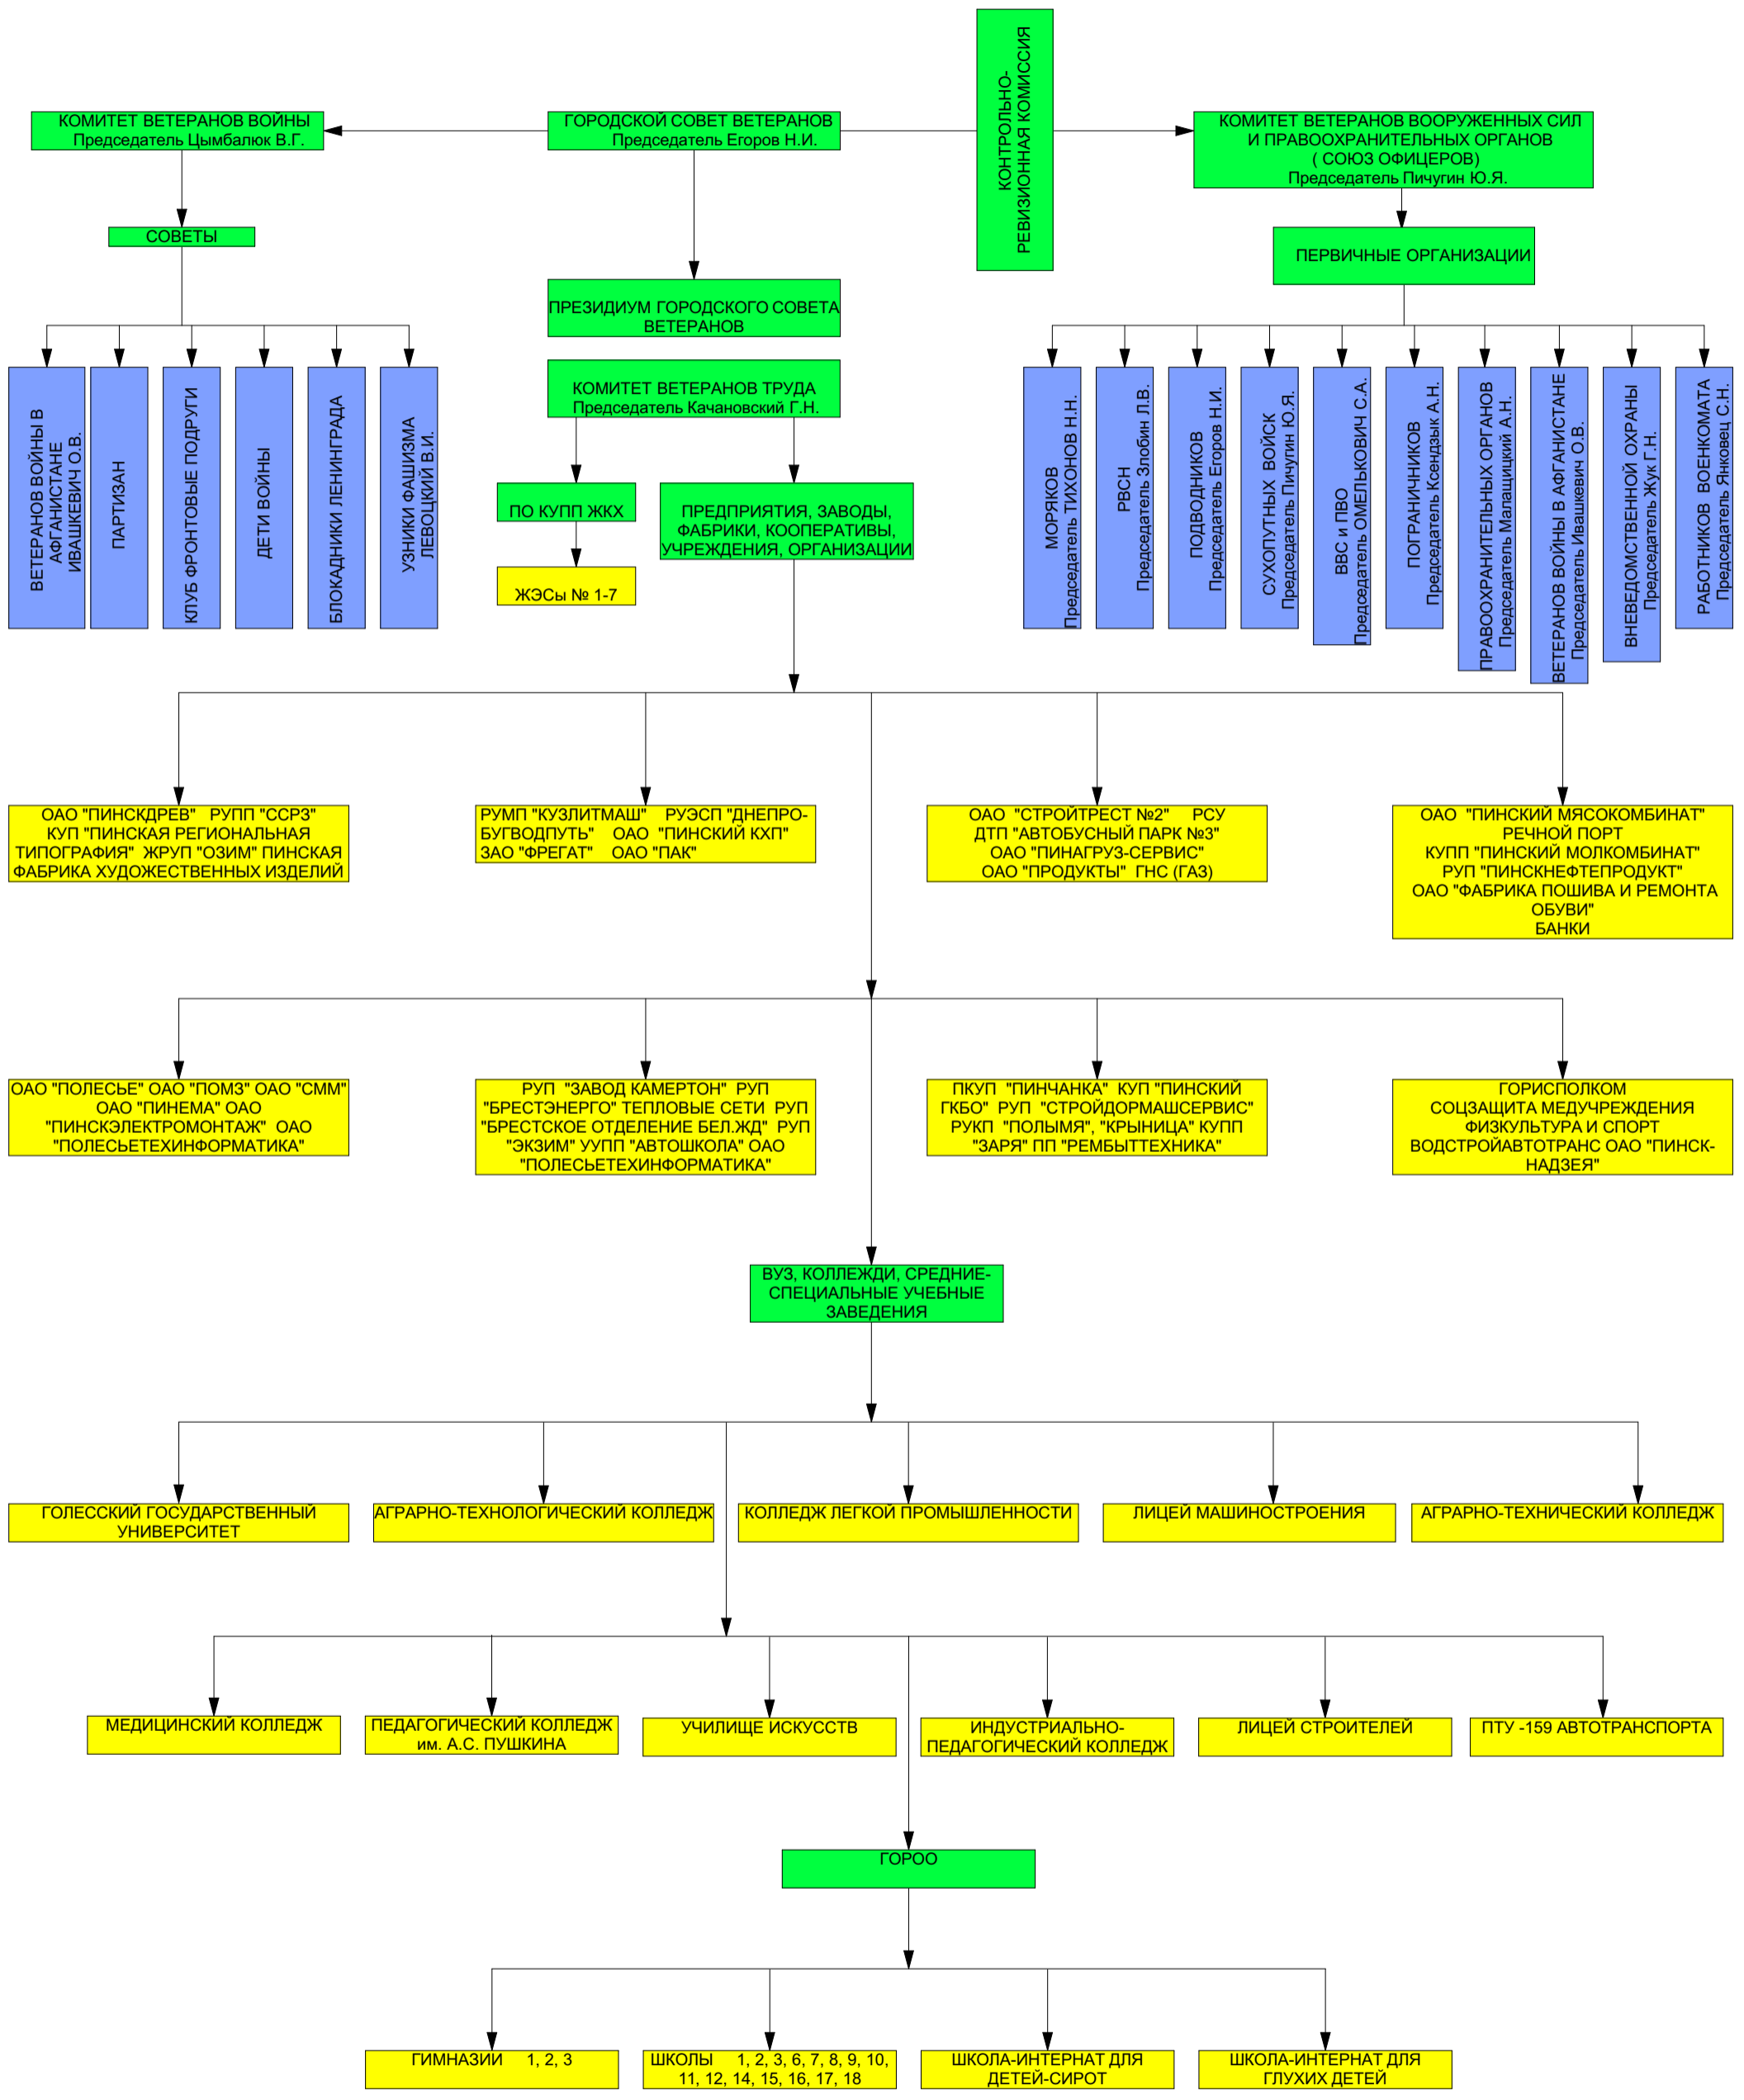 КОНТРОЛЬНО-
РЕВИЗИОННАЯ КОМИССИЯ
КОМИТЕТ ВЕТЕРАНОВ ВОЙНЫ
Председатель Цымбалюк В.Г.
ГОРОДСКОЙ СОВЕТ ВЕТЕРАНОВ
Председатель Егоров Н.И.
КОМИТЕТ ВЕТЕРАНОВ ВООРУЖЕННЫХ СИЛ
И ПРАВООХРАНИТЕЛЬНЫХ ОРГАНОВ
( СОЮЗ ОФИЦЕРОВ)
Председатель Пичугин Ю.Я.
СОВЕТЫ
ПЕРВИЧНЫЕ ОРГАНИЗАЦИИ
ПРЕЗИДИУМ ГОРОДСКОГО СОВЕТА
ВЕТЕРАНОВ
КОМИТЕТ ВЕТЕРАНОВ ТРУДА
Председатель Качановский Г.Н.
ВЕТЕРАНОВ ВОЙНЫ В
АФГАНИСТАНЕ
ИВАШКЕВИЧ О.В.
ПАРТИЗАН
КЛУБ ФРОНТОВЫЕ ПОДРУГИ
ДЕТИ ВОЙНЫ
БЛОКАДНИКИ ЛЕНИНГРАДА
УЗНИКИ ФАШИЗМА
ЛЕВОЦКИЙ В.И.
ПО КУПП ЖКХ
ЖЭСы № 1-7
ПРЕДПРИЯТИЯ, ЗАВОДЫ,
ФАБРИКИ, КООПЕРАТИВЫ,
УЧРЕЖДЕНИЯ, ОРГАНИЗАЦИИ
МОРЯКОВ
Председатель ТИХОНОВ Н.Н.
РВСН
Председатель Злобин Л.В.
ПОДВОДНИКОВ
Председатель Егоров Н.И.
СУХОПУТНЫХ ВОЙСК
Председатель Пичугин Ю.Я.
ВВС и ПВО
Председатель ОМЕЛЬКОВИЧ С.А.
ПОГРАНИЧНИКОВ
Председатель Ксендзык А.Н.
ПРАВООХРАНИТЕЛЬНЫХ ОРГАНОВ
Председатель Малащицкий А.Н.
ВЕТЕРАНОВ ВОЙНЫ В АФГАНИСТАНЕ
Председатель Ивашкевич О.В.
ВНЕВЕДОМСТВЕННОЙ ОХРАНЫ
Председатель Жук Г.Н.
РАБОТНИКОВ ВОЕНКОМАТА
Председатель Янковец С.Н.
ОАО "ПИНСКДРЕВ" РУПП "ССРЗ"
КУП "ПИНСКАЯ РЕГИОНАЛЬНАЯ
ТИПОГРАФИЯ" ЖРУП "ОЗИМ" ПИНСКАЯ
ФАБРИКА ХУДОЖЕСТВЕННЫХ ИЗДЕЛИЙ
РУМП "КУЗЛИТМАШ" РУЭСП "ДНЕПРО-
БУГВОДПУТЬ" ОАО "ПИНСКИЙ КХП"
ЗАО "ФРЕГАТ" ОАО "ПАК"
ОАО "СТРОЙТРЕСТ №2" РСУ
ДТП "АВТОБУСНЫЙ ПАРК №3"
ОАО "ПИНАГРУЗ-СЕРВИС"
ОАО "ПРОДУКТЫ" ГНС (ГАЗ)
ОАО "ПИНСКИЙ МЯСОКОМБИНАТ"
РЕЧНОЙ ПОРТ
КУПП "ПИНСКИЙ МОЛКОМБИНАТ"
РУП "ПИНСКНЕФТЕПРОДУКТ"
ОАО "ФАБРИКА ПОШИВА И РЕМОНТА
ОБУВИ"
БАНКИ
ОАО "ПОЛЕСЬЕ" ОАО "ПОМЗ" ОАО "СММ"
ОАО "ПИНЕМА" ОАО
"ПИНСКЭЛЕКТРОМОНТАЖ" ОАО
"ПОЛЕСЬЕТЕХИНФОРМАТИКА"
РУП "ЗАВОД КАМЕРТОН" РУП
"БРЕСТЭНЕРГО" ТЕПЛОВЫЕ СЕТИ РУП
"БРЕСТСКОЕ ОТДЕЛЕНИЕ БЕЛ.ЖД" РУП
"ЭКЗИМ" УУПП "АВТОШКОЛА" ОАО
"ПОЛЕСЬЕТЕХИНФОРМАТИКА"
ПКУП "ПИНЧАНКА" КУП "ПИНСКИЙ
ГКБО" РУП "СТРОЙДОРМАШСЕРВИС"
РУКП "ПОЛЫМЯ", "КРЫНИЦА" КУПП
"ЗАРЯ" ПП "РЕМБЫТТЕХНИКА"
ГОРИСПОЛКОМ
СОЦЗАЩИТА МЕДУЧРЕЖДЕНИЯ
ФИЗКУЛЬТУРА И СПОРТ
ВОДСТРОЙАВТОТРАНС ОАО "ПИНСК-
НАДЗЕЯ"
ВУЗ, КОЛЛЕЖДИ, СРЕДНИЕ-
СПЕЦИАЛЬНЫЕ УЧЕБНЫЕ
ЗАВЕДЕНИЯ
ГОЛЕССКИЙ ГОСУДАРСТВЕННЫЙ
УНИВЕРСИТЕТ
АГРАРНО-ТЕХНОЛОГИЧЕСКИЙ КОЛЛЕДЖ
КОЛЛЕДЖ ЛЕГКОЙ ПРОМЫШЛЕННОСТИ
ЛИЦЕЙ МАШИНОСТРОЕНИЯ
АГРАРНО-ТЕХНИЧЕСКИЙ КОЛЛЕДЖ
МЕДИЦИНСКИЙ КОЛЛЕДЖ
ПЕДАГОГИЧЕСКИЙ КОЛЛЕДЖ
им. А.С. ПУШКИНА
УЧИЛИЩЕ ИСКУССТВ
ИНДУСТРИАЛЬНО-
ПЕДАГОГИЧЕСКИЙ КОЛЛЕДЖ
ЛИЦЕЙ СТРОИТЕЛЕЙ
ПТУ -159 АВТОТРАНСПОРТА
ГОРОО
ГИМНАЗИИ 1, 2, 3
ШКОЛЫ 1, 2, 3, 6, 7, 8, 9, 10,
11, 12, 14, 15, 16, 17, 18
ШКОЛА-ИНТЕРНАТ ДЛЯ
ДЕТЕЙ-СИРОТ
ШКОЛА-ИНТЕРНАТ ДЛЯ
ГЛУХИХ ДЕТЕЙ